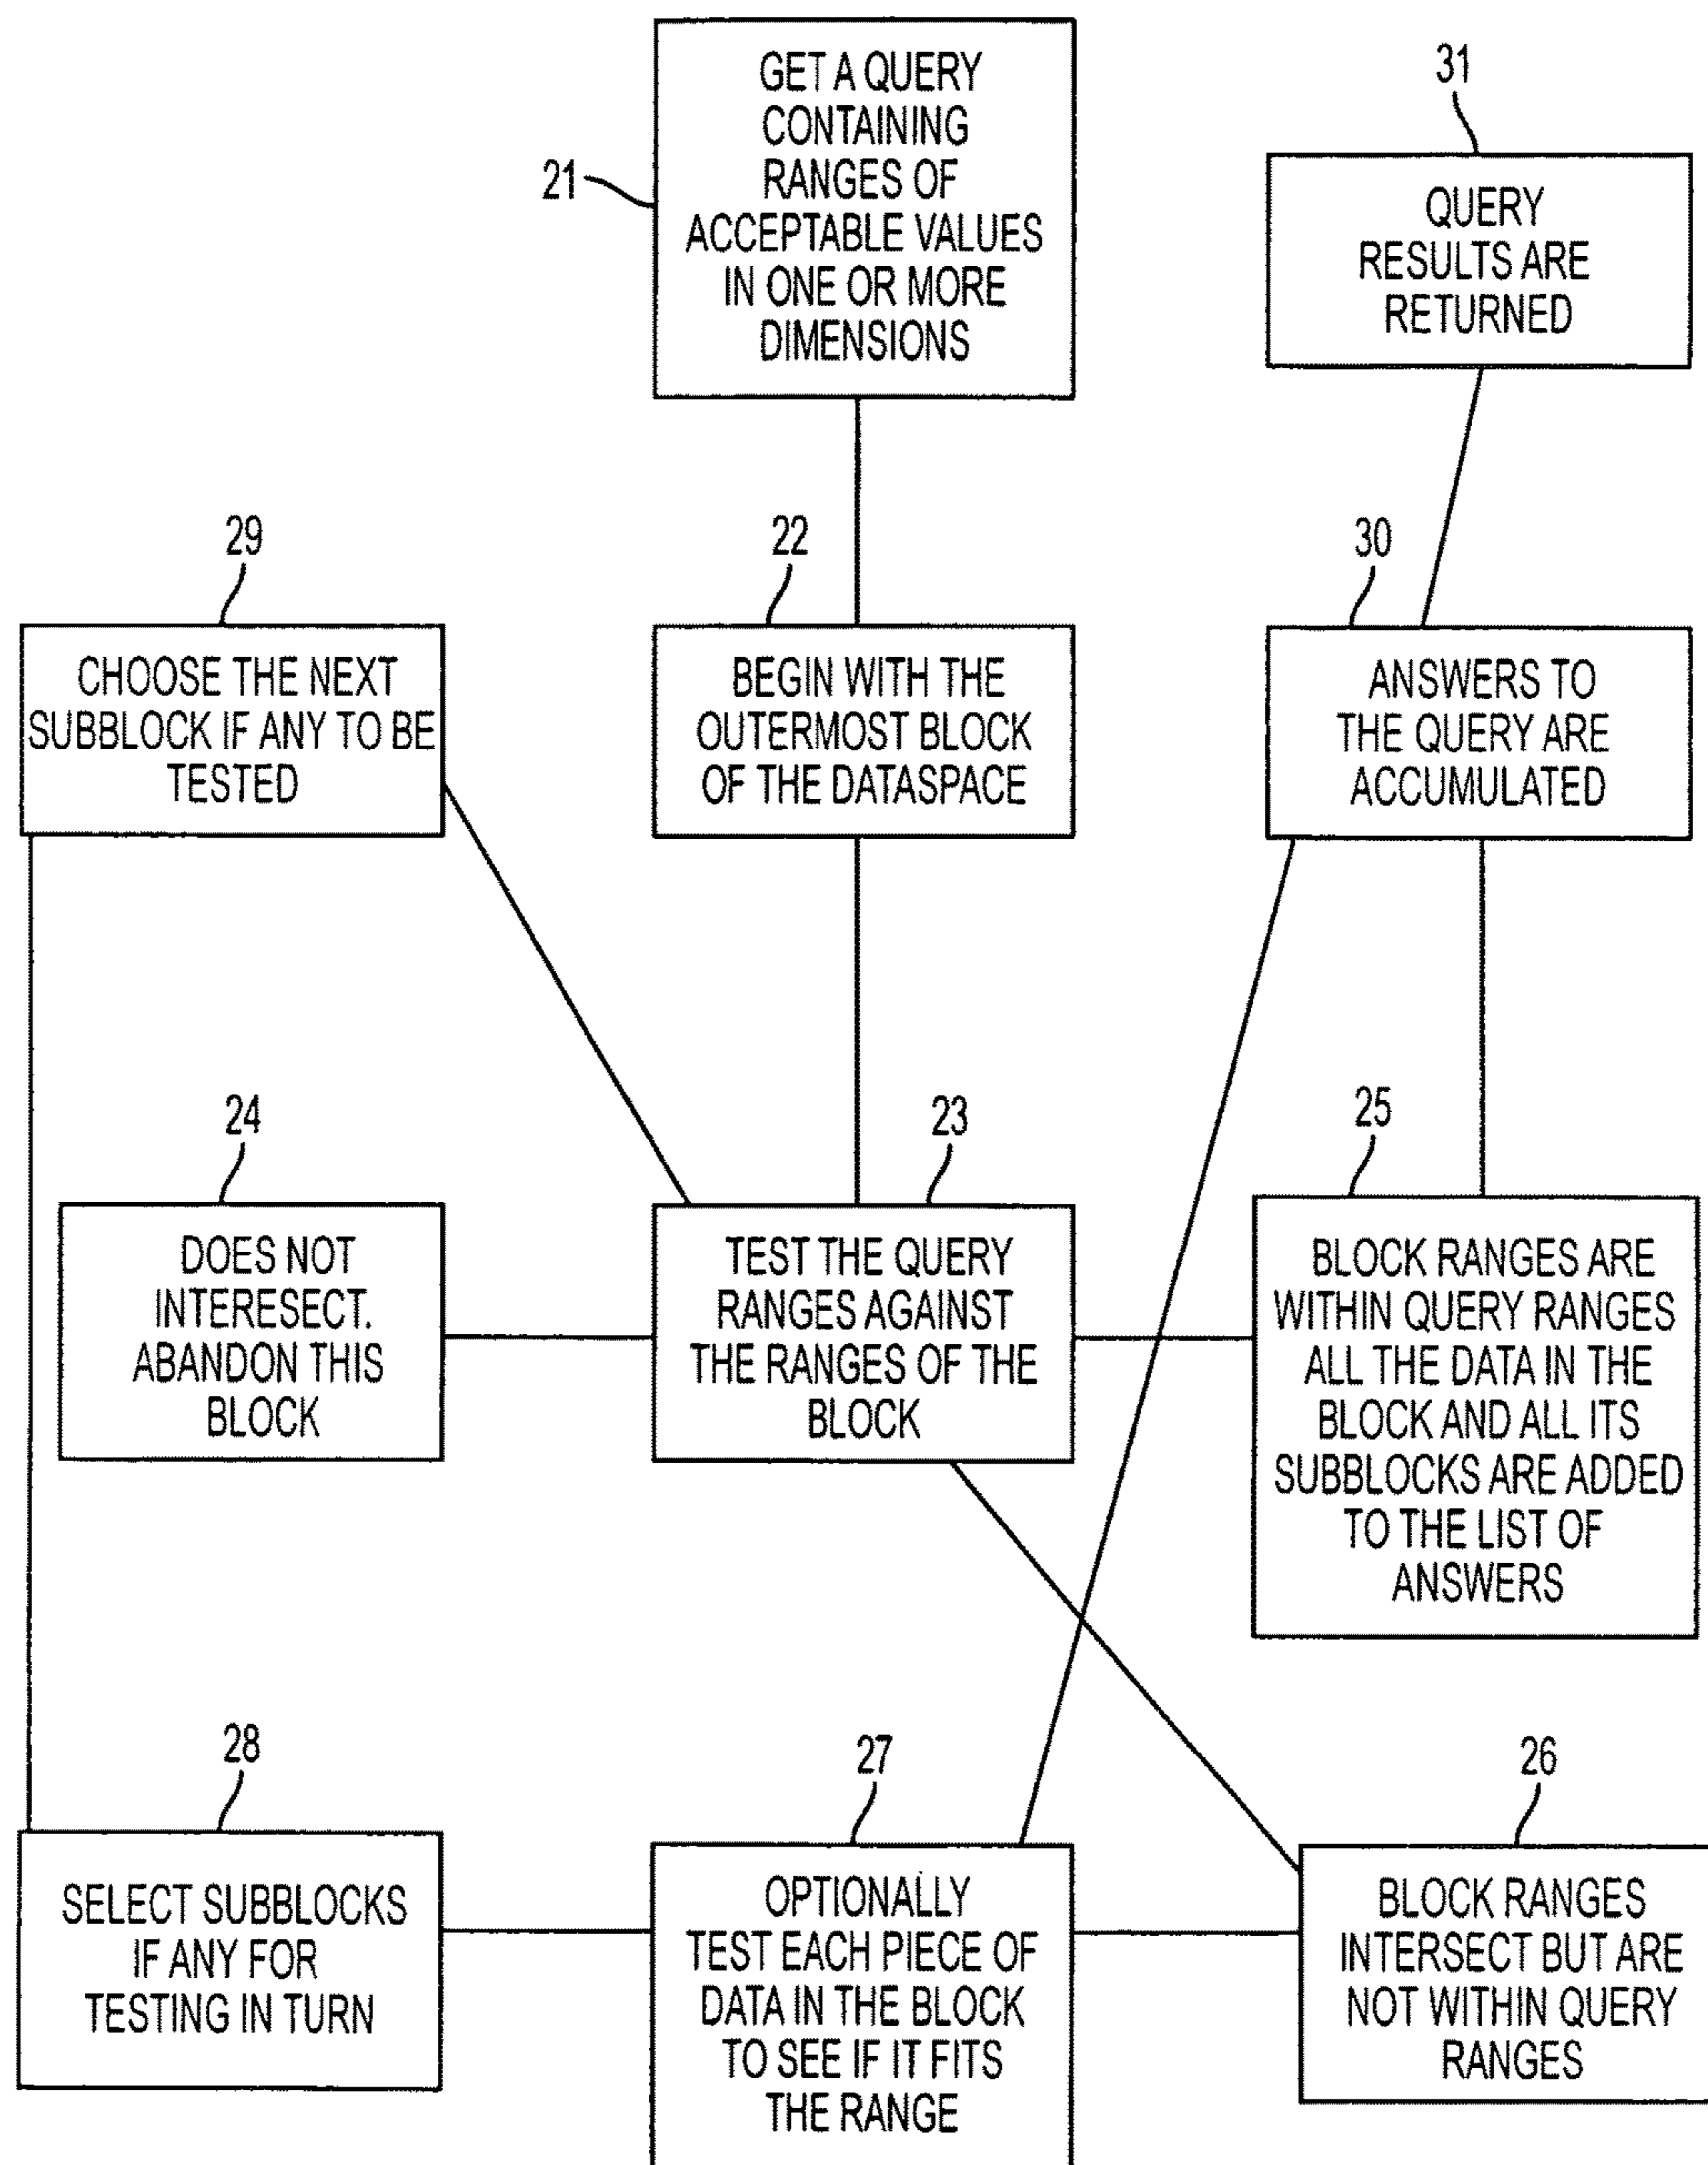 21
GET A QUERY
CONTAINING
RANGES OF
ACCEPTABLE VALUES
IN ONE OR MORE
DIMENSIONS
31
QUERY
RESULTS ARE
RETURNED
29
CHOOSE THE NEXT
SUBBLOCK IF ANY TO BE
TESTED
22
BEGIN WITH THE
OUTERMOST BLOCK
OF THE DATASPACE
30
ANSWERS TO
THE QUERY ARE
ACCUMULATED
24
DOES NOT
INTERESECT.
ABANDON THIS
BLOCK
23
TEST THE QUERY
RANGES AGAINST
THE RANGES OF THE
BLOCK
25
BLOCK RANGES ARE
WITHIN QUERY RANGES
ALL THE DATA IN THE
BLOCK AND ALL ITS
SUBBLOCKS ARE ADDED
TO THE LIST OF
ANSWERS
28
SELECT SUBBLOCKS
IF ANY FOR
TESTING IN TURN
27
OPTIONALLY
TEST EACH PIECE OF
DATA IN THE BLOCK
TO SEE IF IT FITS
THE RANGE
26
BLOCK RANGES
INTERSECT BUT ARE
NOT WITHIN QUERY
RANGES